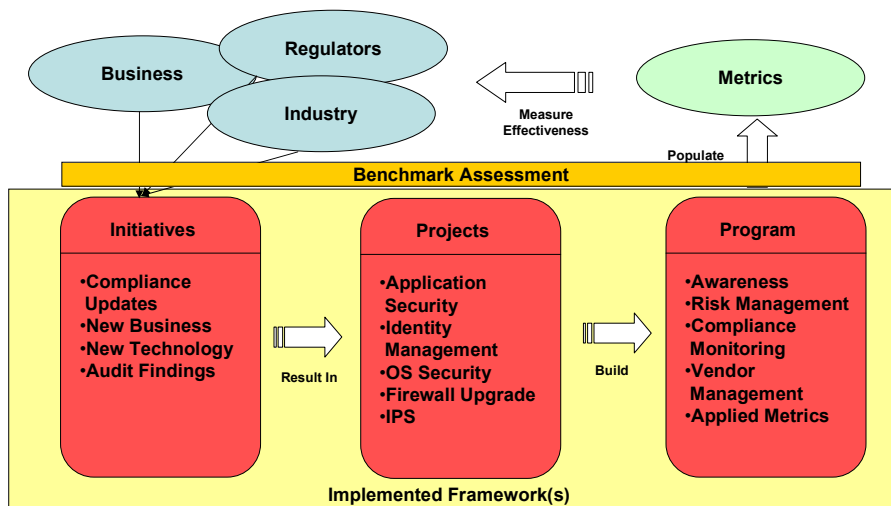 Regulators
Business
Metrics
Industry
Measure
Effectiveness
Populate
Benchmark Assessment
Initiatives
•Compliance
Updates
•New Business
•New Technology
•Audit Findings
Result In
Projects
•Application
Security
•Identity
Management
•OS Security
•Firewall Upgrade
•IPS
Build
Program
•Awareness
•Risk Management
•Compliance
Monitoring
•Vendor
Management
•Applied Metrics
Implemented Framework(s)